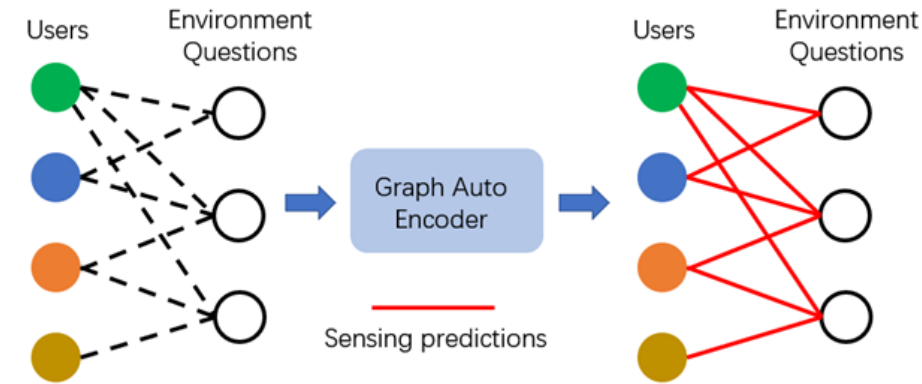 Users
Environment
Questions
Graph Auto
Encoder
Sensing predictions
Users
Environment
Questions